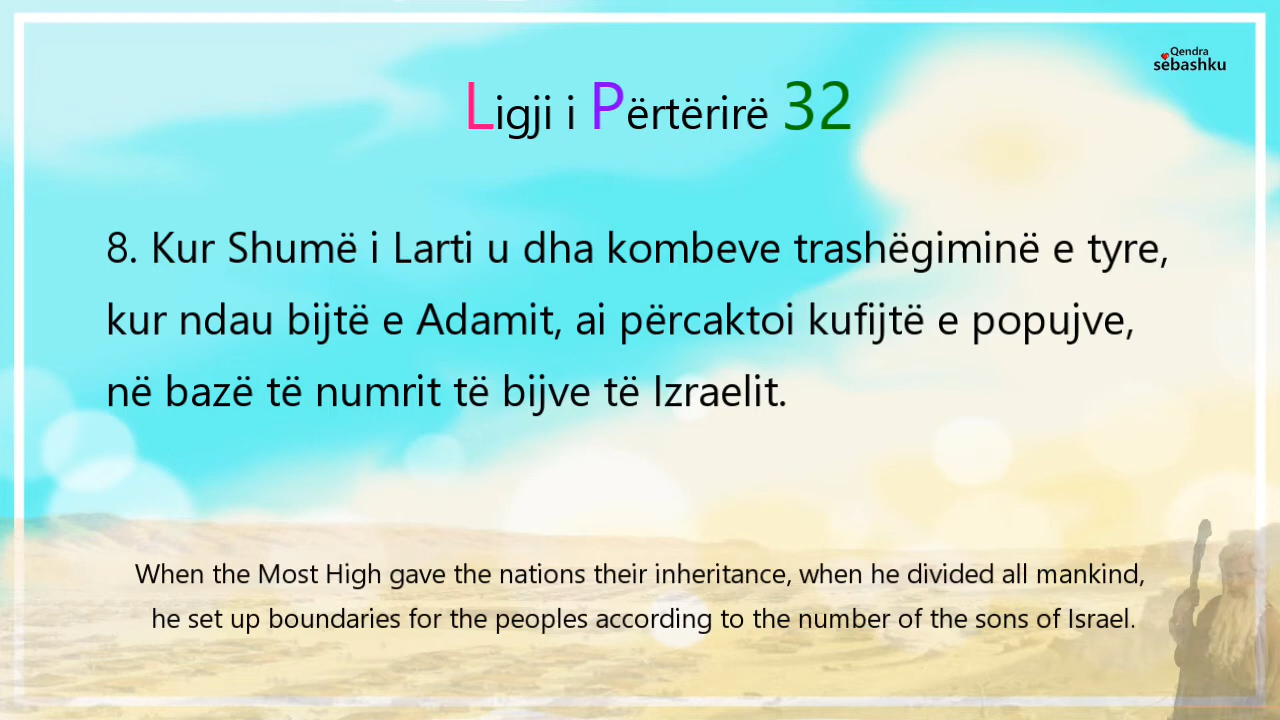 Qendra
sëbashku
Ligji i Përtërirë 32
8. Kur Shumë i Larti u dha kombeve trashëgiminë e tyre,
kur ndau bijtë e Adamit, ai përcaktoi kufijtë e popujve,
në bazë të numrit të bijve të Izraelit.
When the Most High gave the nations their inheritance, when he divided all mankind,
he set up boundaries for the peoples according to the number of the sons of Israel.